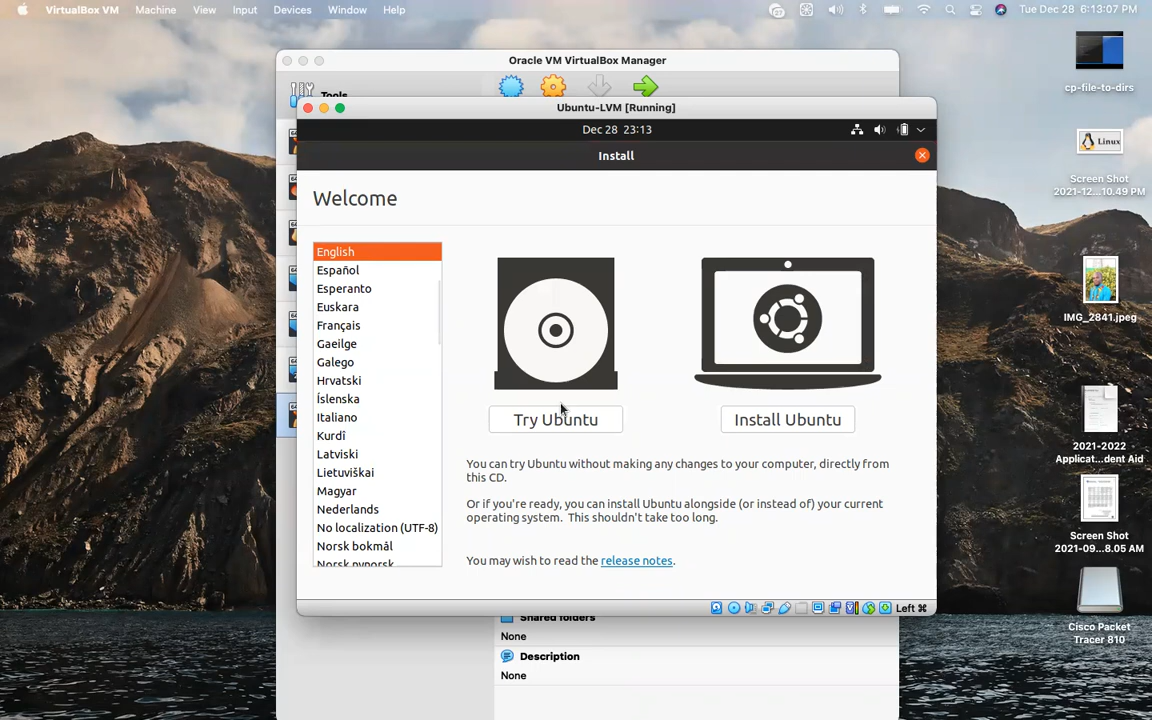 VirtualBox VM Machine View Input Devices Window Help
Tue Dec 28 6:13:07 PM
Oracle VM VirtualBox Manager
Tools
Ubuntu-LVM [Running]
Dec 28 23:13
Install
Welcome
English
Español
Esperanto
Euskara
Français
Gaeilge
Galego
Hrvatski
Íslenska
Italiano
Kurdî
Latviski
Lietuviškai
Magyar
Nederlands
No localization (UTF-8)
Norsk bokmål
Norsk nynorsk
Try Ubuntu
Install Ubuntu
You can try Ubuntu without making any changes to your computer, directly from
this CD.
Or if you're ready, you can install Ubuntu alongside (or instead of) your current
operating system. This shouldn't take too long.
You may wish to read the release notes.
Left ⌘
Shared folders
None
Description
None
cp-file-to-dirs
Linux
Screen Shot
2021-12...10.49 PM
IMG_2841.jpeg
2021-2022
Applicat...dent Aid
Screen Shot
2021-09...8.05 AM
Cisco Packet
Tracer 810